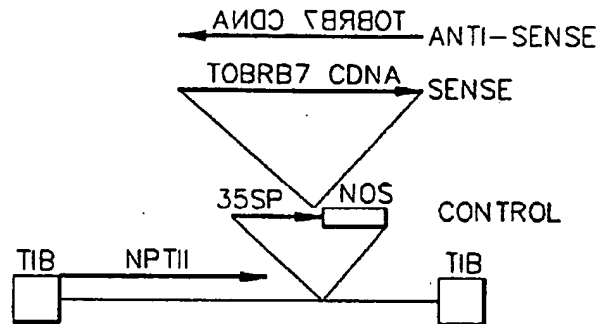 TOBRB7 CDNA
ANTI-SENSE
TOBRB7 CDNA
SENSE
35SP
NOS
CONTROL
TIB
NPTII
TIB